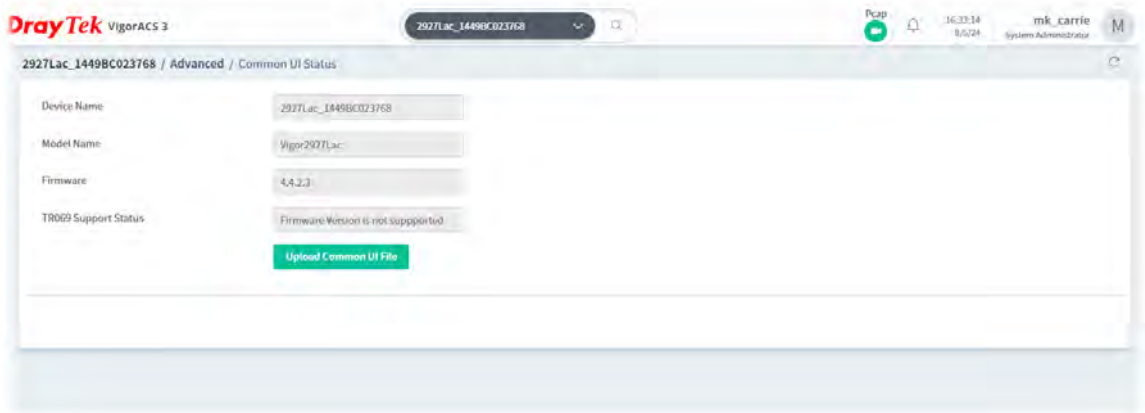 DrayTek VigorACS 3
2927Lac_1449BC023768
Pcap
16:33:14
8/6/24
mk_carrie
System Administrator
M
2927Lac_1449BC023768 / Advanced / Common UI Status
Device Name
2927Lac_1449BC023768
Model Name
Vigor2927Lac
Firmware
4.4.2.3
TR069 Support Status
Firmware Version is not suppported
Upload Common UI File